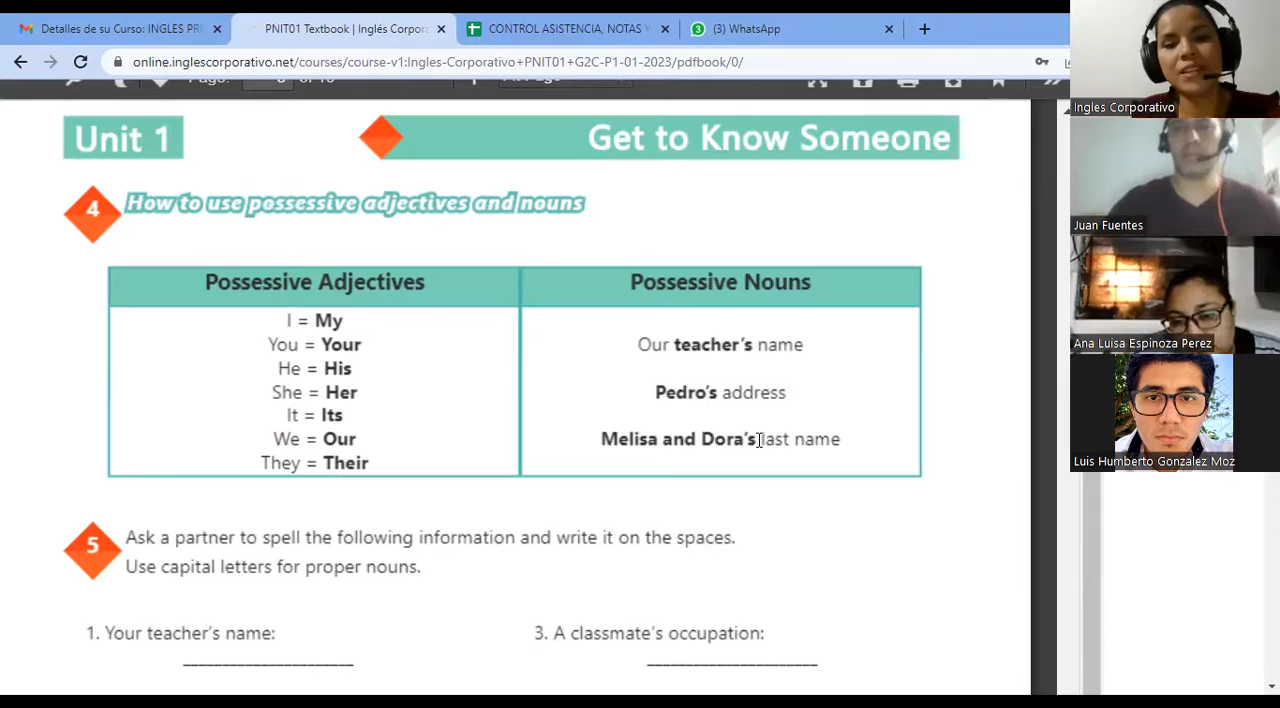 Detalles de su Curso: INGLES PR
PNIT01 Textbook | Inglés Corpor
CONTROL ASISTENCIA, NOTAS Y
(3) WhatsApp
online.inglescorporativo.net/courses/course-v1:Ingles-Corporativo+PNIT01+G2C-P1-01-2023/pdfbook/0/
Unit 1
Get to Know Someone
4
How to use possessive adjectives and nouns
Possessive Adjectives
Possessive Nouns
I = My
You = Your
He = His
She = Her
It = Its
We = Our
They = Their
Our teacher's name
Pedro's address
Melisa and Dora's last name
5
Ask a partner to spell the following information and write it on the spaces.
Use capital letters for proper nouns.
1. Your teacher's name:
3. A classmate's occupation:
Ingles Corporativo
Juan Fuentes
Ana Luisa Espinoza Perez
Luis Humberto Gonzalez Moz